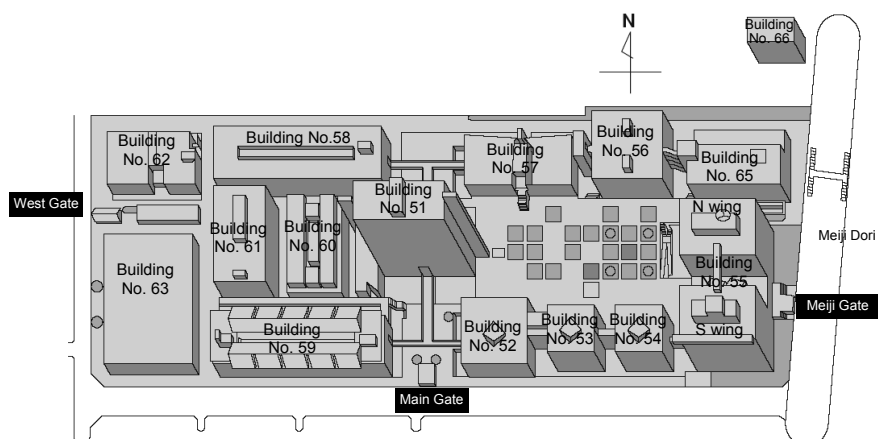 N
Building
No. 66
Building No.58
Building
No. 62
Building
No. 57
Building
No. 56
Building
No. 65
Building
No. 51
West Gate
N wing
Building
No. 61
Building
No. 60
Meiji Dori
Building
No. 63
Building
No. 55
Meiji Gate
Building
No. 59
Building
No. 52
Building
No. 53
Building
No. 54
S wing
Main Gate